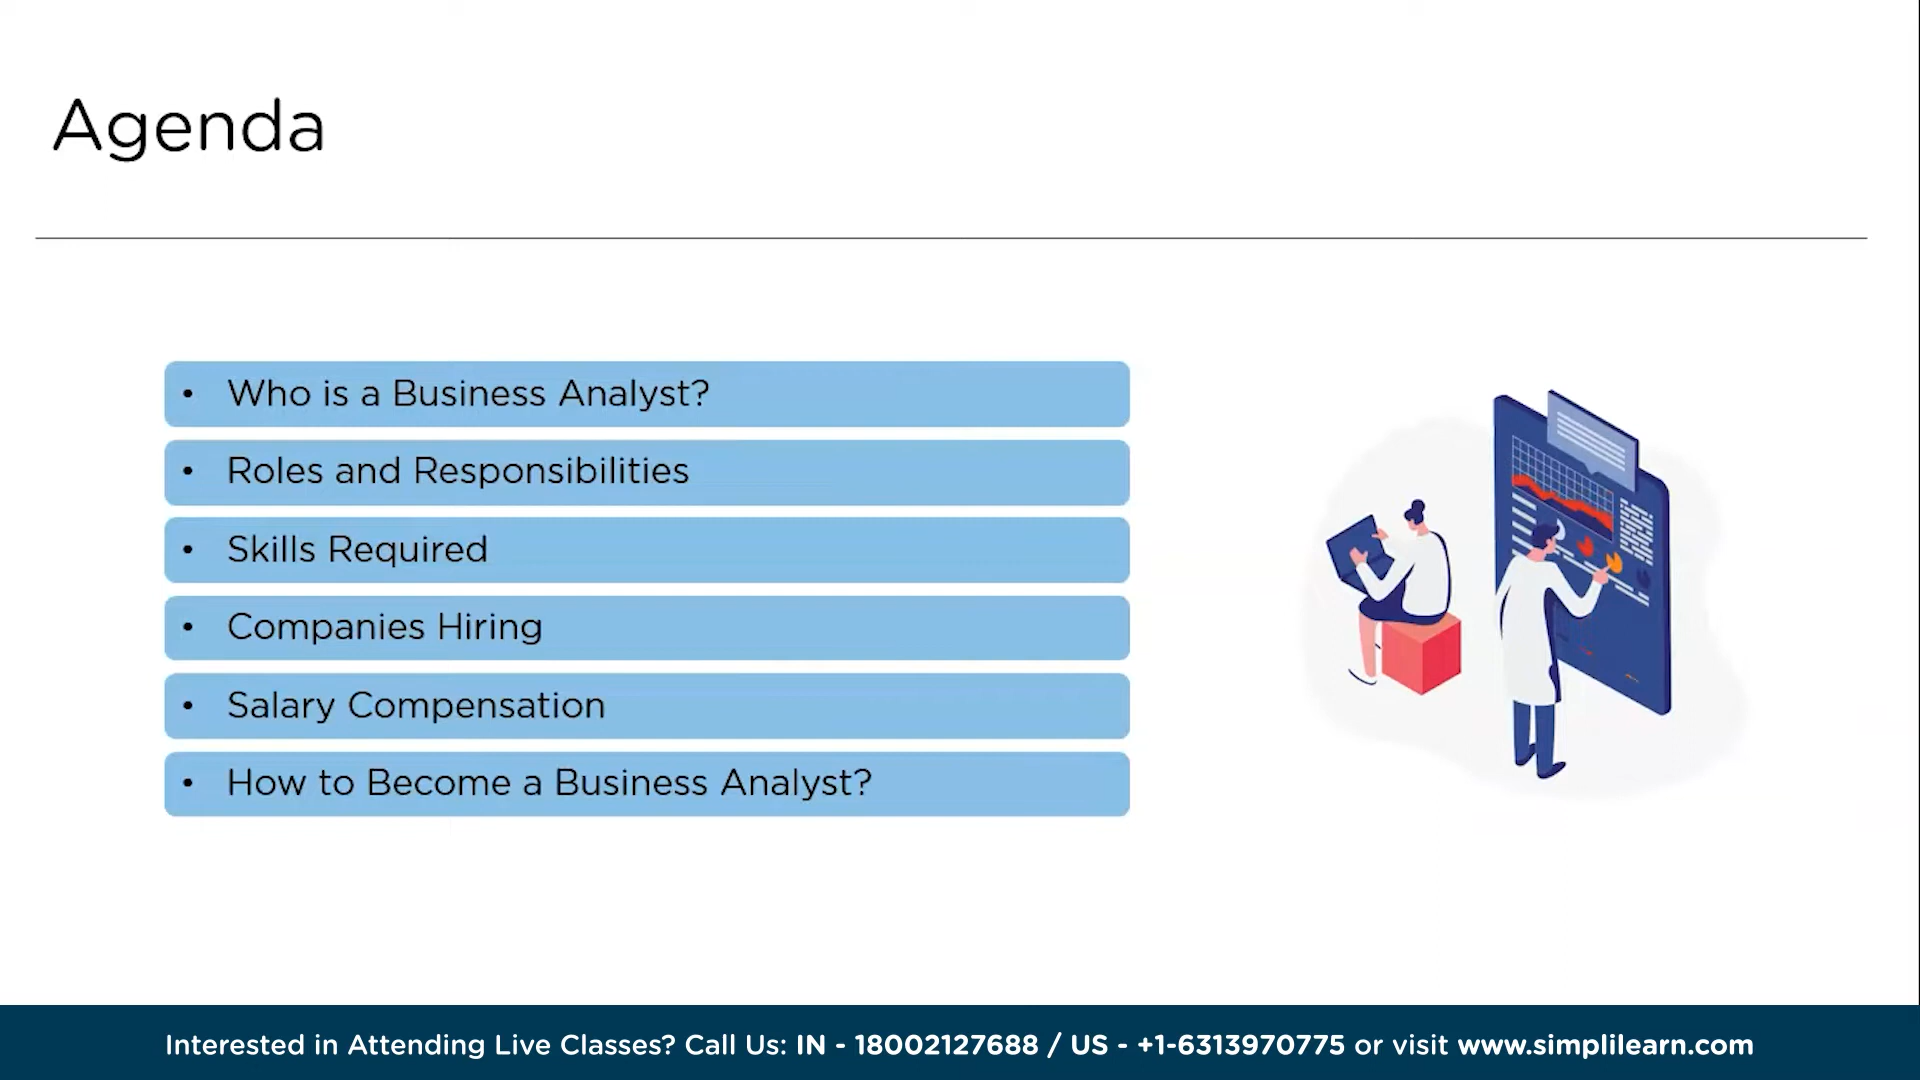 Agenda
• Who is a Business Analyst?
• Roles and Responsibilities
• Skills Required
• Companies Hiring
• Salary Compensation
• How to Become a Business Analyst?
Interested in Attending Live Classes? Call Us: IN - 18002127688 / US - +1-6313970775 or visit www.simplilearn.com